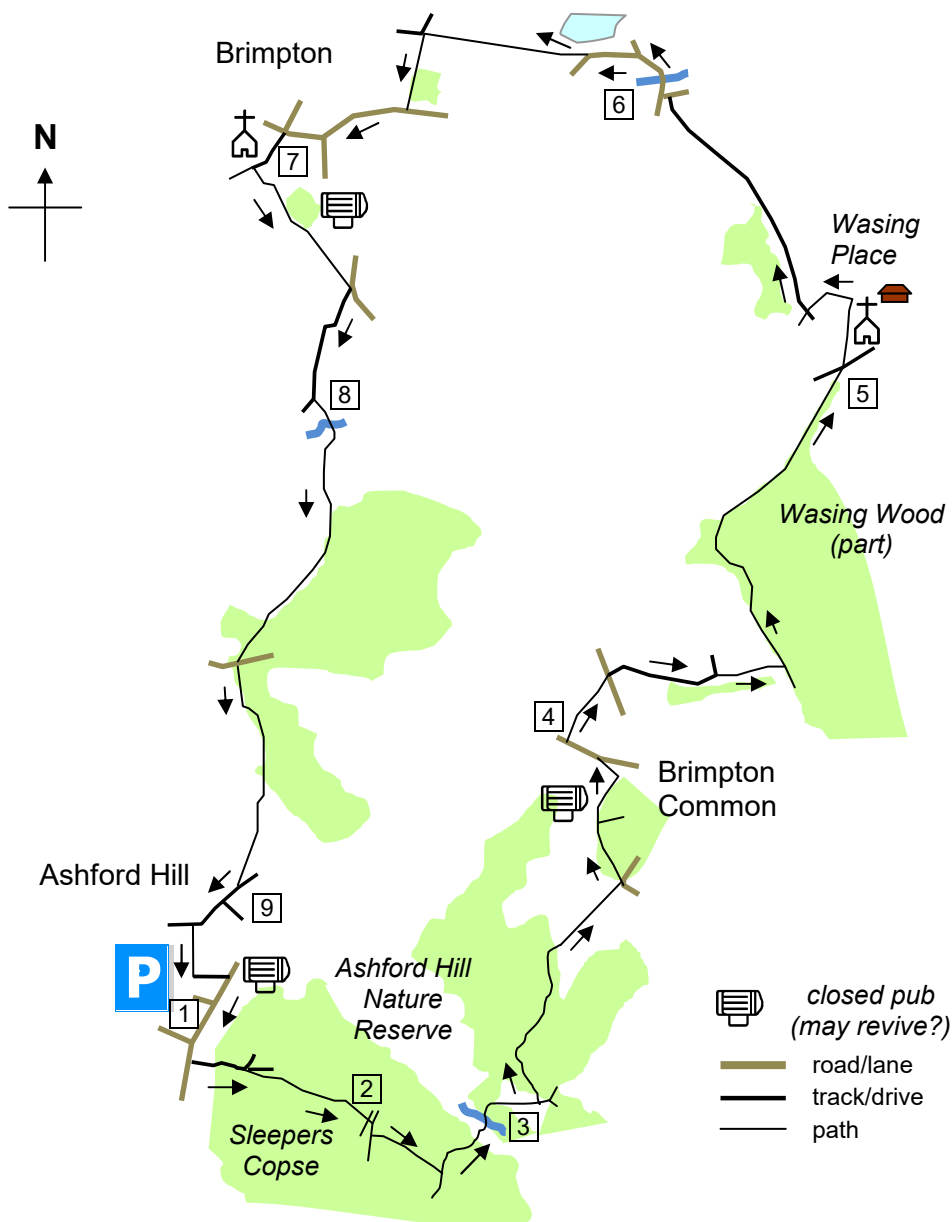 Brimpton
6
N
7
Wasing
Place
8
5
Wasing Wood
(part)
4
Brimpton
Common
Ashford Hill
9
P
1
Ashford Hill
Nature
Reserve
closed pub
(may revive?)
road/lane
track/drive
path
2
3
Sleepers
Copse